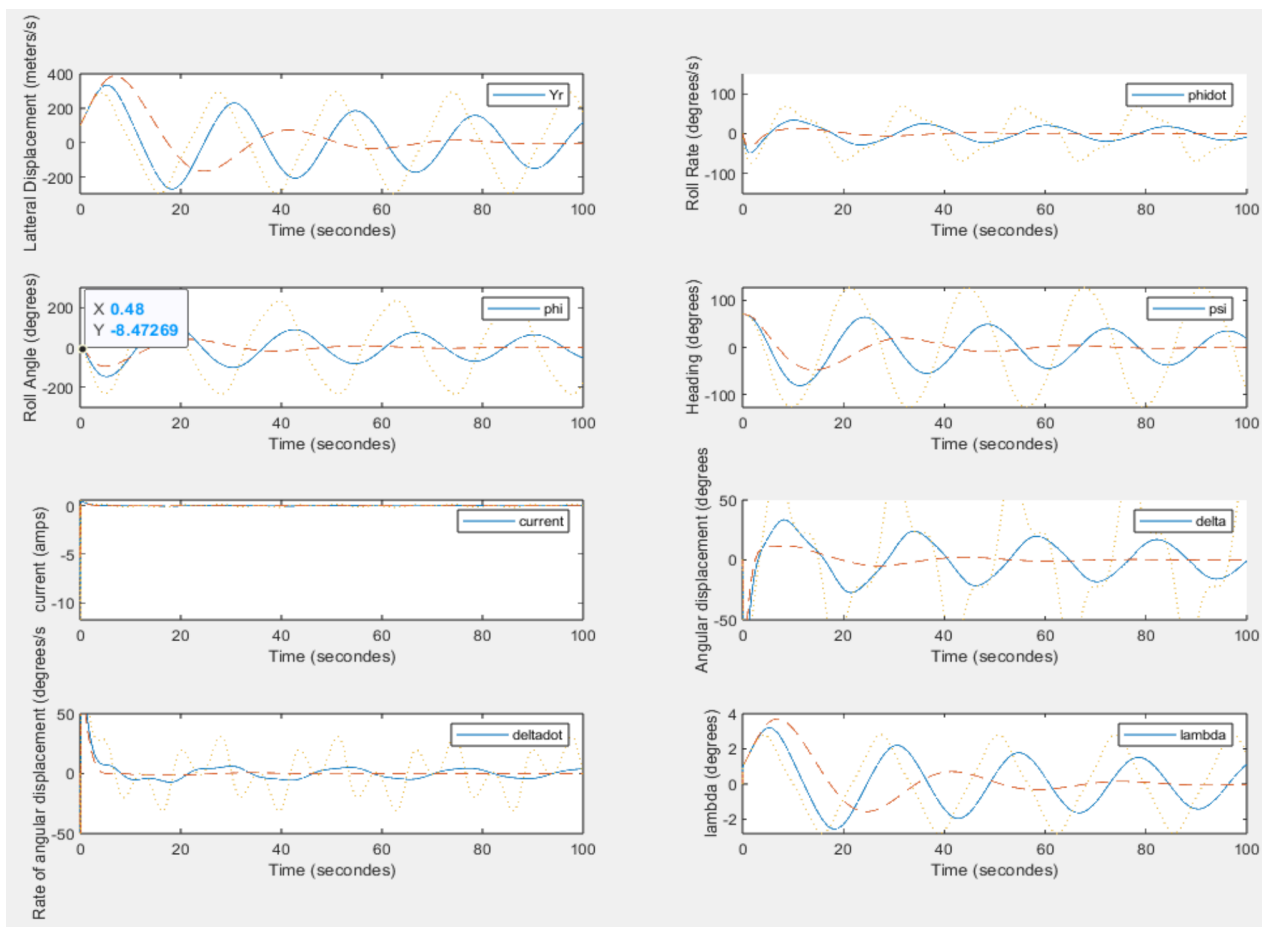 Latteral Displacement (meters/s)
400
200
0
-200
Yr
0 20 40 60 80 100
Time (secondes)
Roll Rate (degrees/s)
100
0
-100
phidot
0 20 40 60 80 100
Time (secondes)
Roll Angle (degrees)
200
0
-200
X 0.48
Y -8.47269
phi
0 20 40 60 80 100
Time (secondes)
Heading (degrees)
100
0
-100
psi
0 20 40 60 80 100
Time (secondes)
current (amps)
0
-5
-10
current
0 20 40 60 80 100
Time (secondes)
Angular displacement (degrees
50
0
-50
delta
0 20 40 60 80 100
Time (secondes)
Rate of angular displacement (degrees/s
50
0
-50
deltadot
0 20 40 60 80 100
Time (secondes)
lambda (degrees)
4
2
0
-2
lambda
0 20 40 60 80 100
Time (secondes)